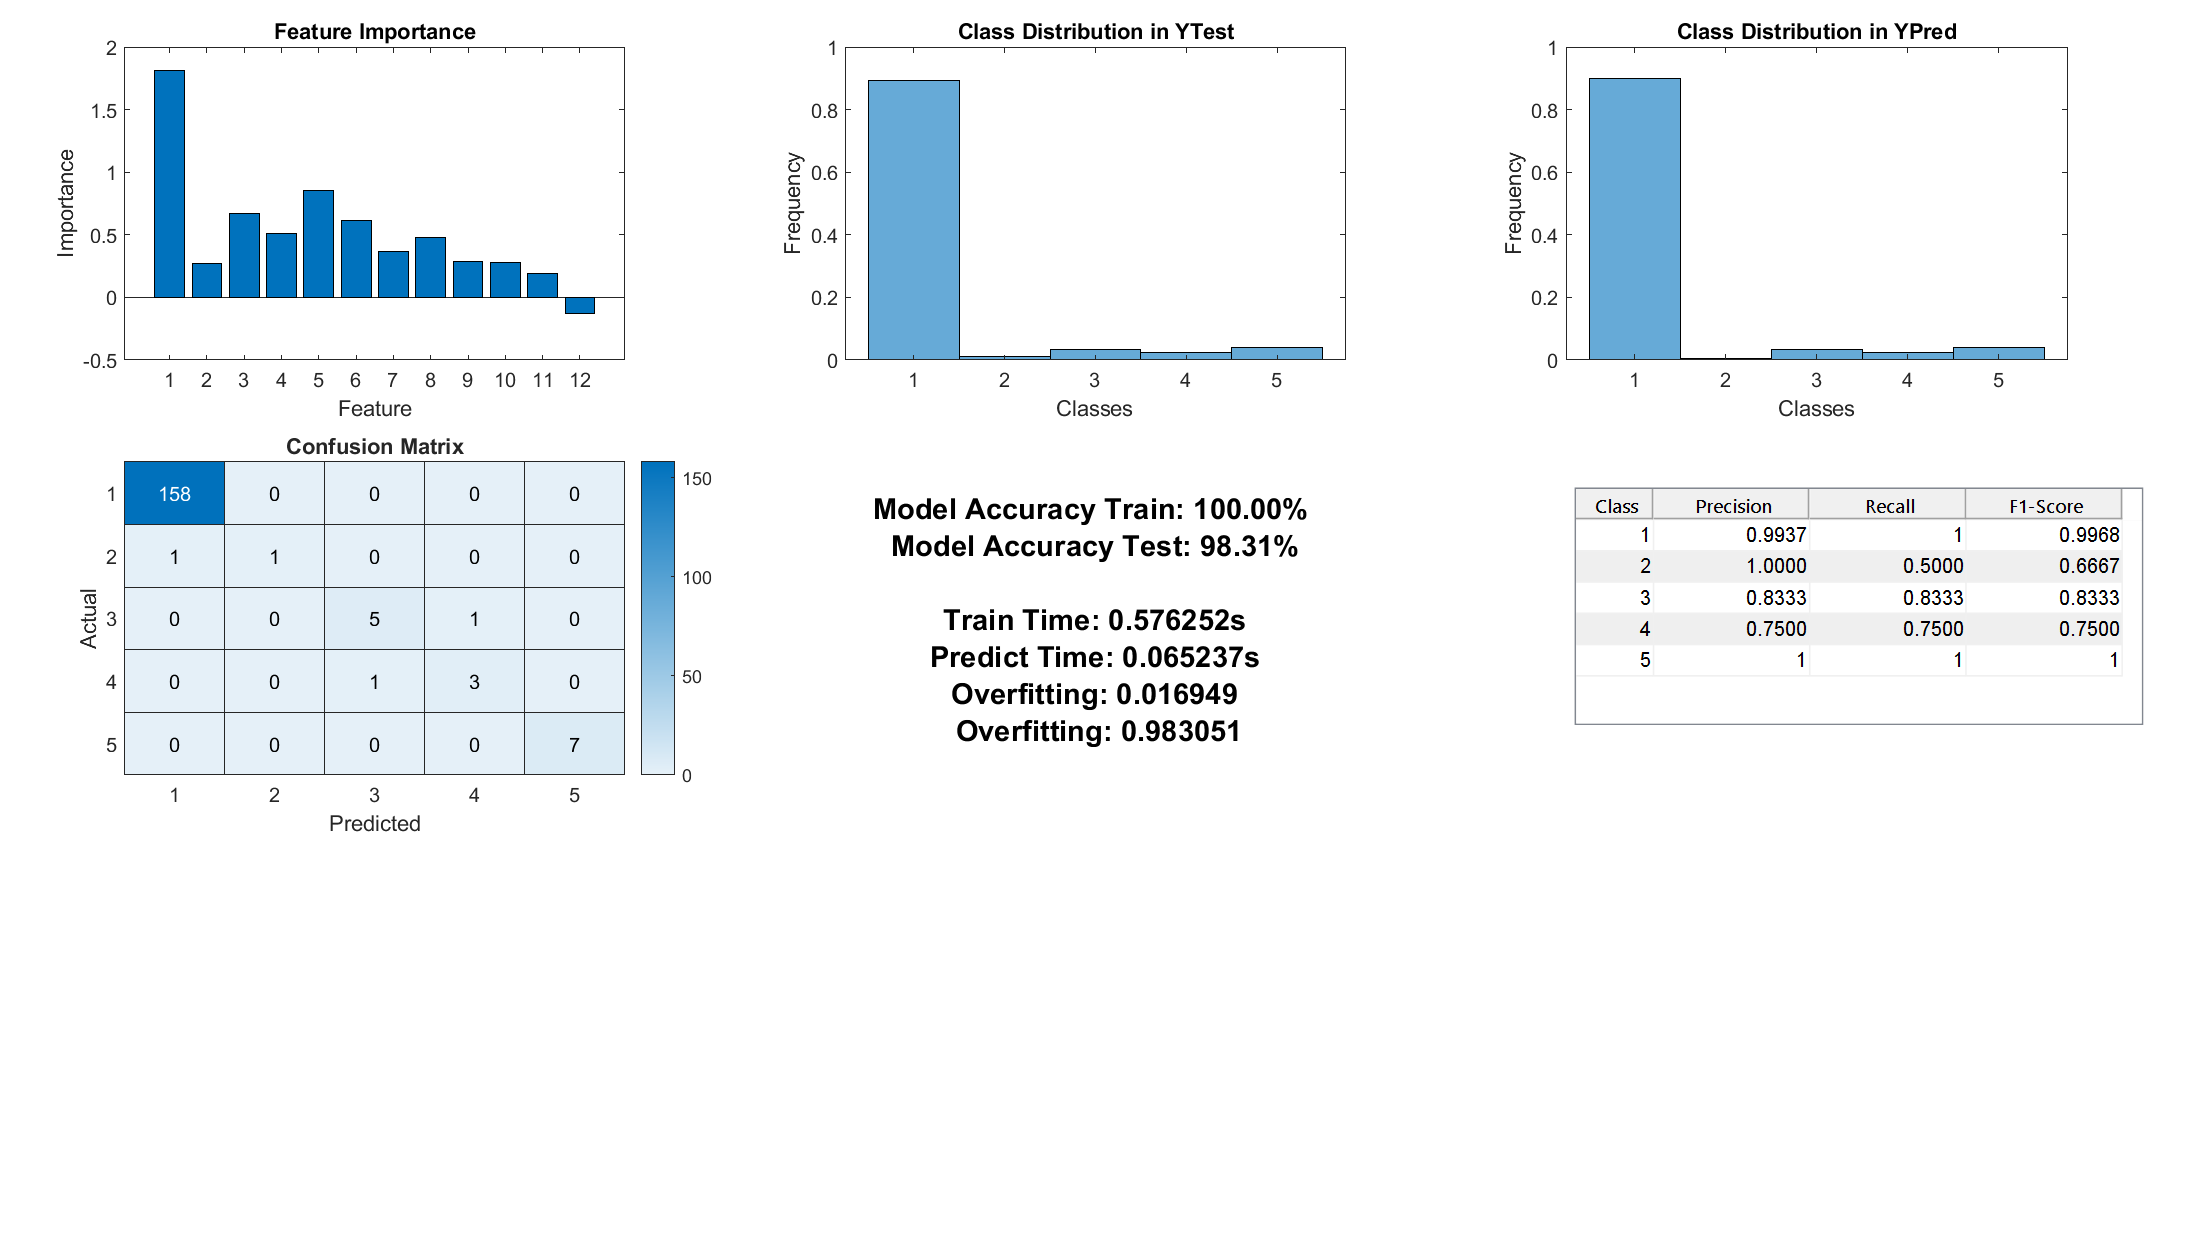 Feature Importance
2
1.5
1
0.5
0
-0.5
Importance
1 2 3 4 5 6 7 8 9 10 11 12
Feature
Class Distribution in YTest
1
0.8
0.6
0.4
0.2
0
Frequency
1 2 3 4 5
Classes
Class Distribution in YPred
1
0.8
0.6
0.4
0.2
0
Frequency
1 2 3 4 5
Classes
Confusion Matrix
Actual
1 158 0 0 0 0
2 1 1 0 0 0
3 0 0 5 1 0
4 0 0 1 3 0
5 0 0 0 0 7
1 2 3 4 5
Predicted
150
100
50
0
Model Accuracy Train: 100.00%
Model Accuracy Test: 98.31%
Train Time: 0.576252s
Predict Time: 0.065237s
Overfitting: 0.016949
Overfitting: 0.983051
Class Precision Recall F1-Score
1 0.9937 1 0.9968
2 1.0000 0.5000 0.6667
3 0.8333 0.8333 0.8333
4 0.7500 0.7500 0.7500
5 1 1 1